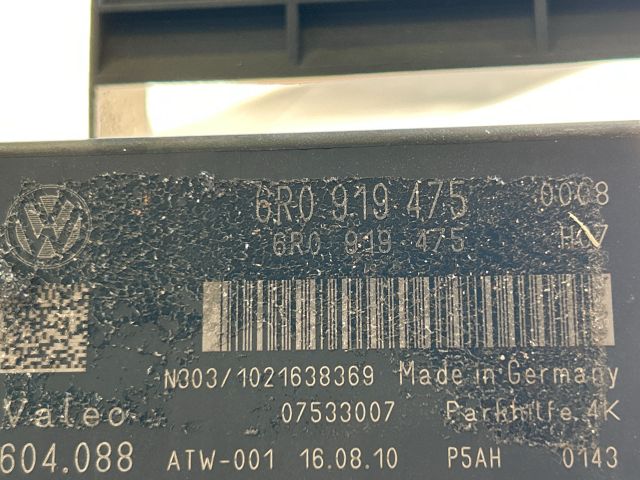 6R0 919 475 00C8
6R0 919 475 H07
N303/1021638369 Made in Germany
Valeo 07533007 Parkhilfe 4K
604.088 ATW-001 16.08.10 P5AH 0143